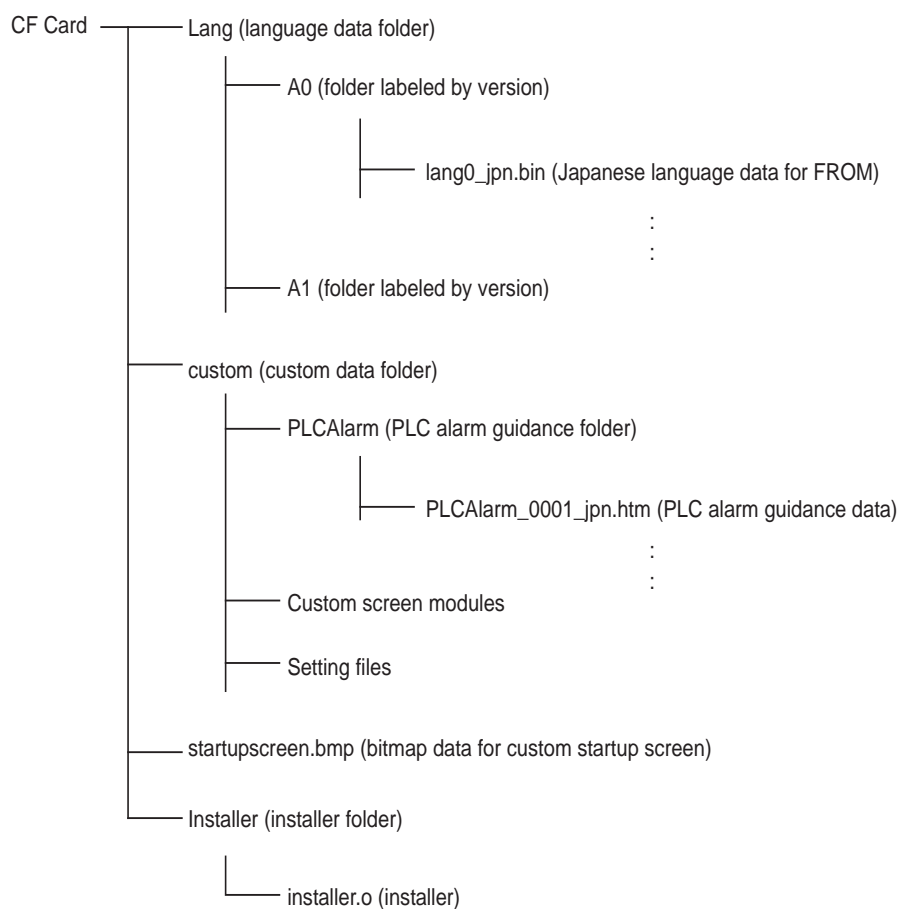 CF Card
Lang (language data folder)
A0 (folder labeled by version)
lang0_jpn.bin (Japanese language data for FROM)
:
:
A1 (folder labeled by version)
custom (custom data folder)
PLCAlarm (PLC alarm guidance folder)
PLCAlarm_0001_jpn.htm (PLC alarm guidance data)
:
:
Custom screen modules
Setting files
startupscreen.bmp (bitmap data for custom startup screen)
Installer (installer folder)
installer.o (installer)